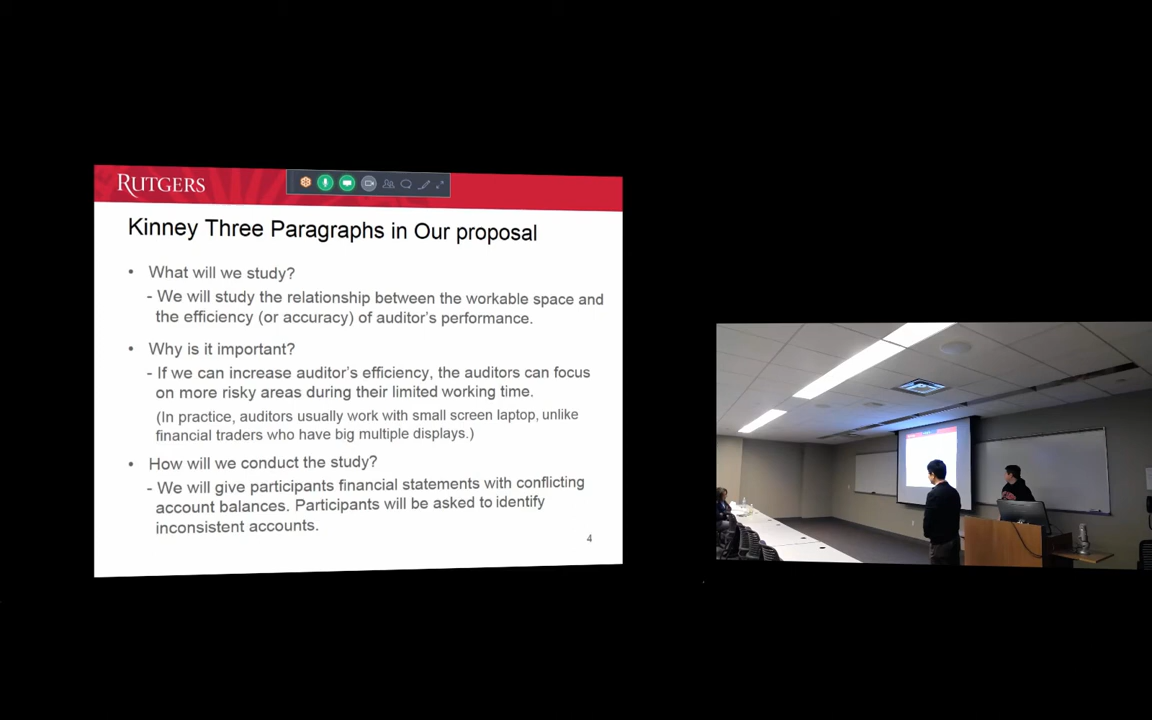 RUTGERS
Kinney Three Paragraphs in Our proposal
• What will we study?
- We will study the relationship between the workable space and
the efficiency (or accuracy) of auditor's performance.
• Why is it important?
- If we can increase auditor's efficiency, the auditors can focus
on more risky areas during their limited working time.
(In practice, auditors usually work with small screen laptop, unlike
financial traders who have big multiple displays.)
• How will we conduct the study?
- We will give participants financial statements with conflicting
account balances. Participants will be asked to identify
inconsistent accounts.
4